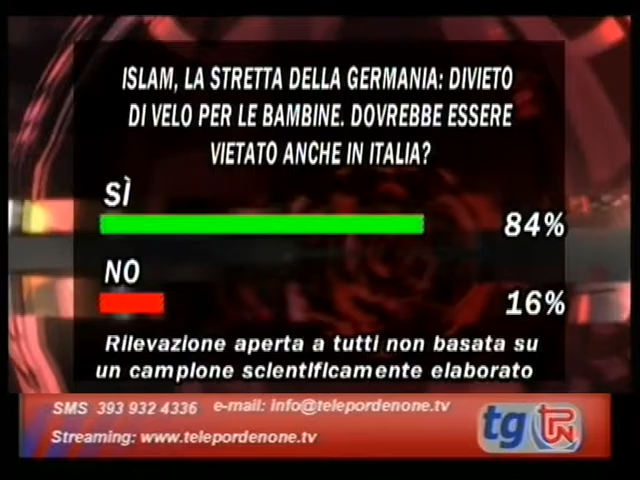 ISLAM, LA STRETTA DELLA GERMANIA: DIVIETO
DI VELO PER LE BAMBINE. DOVREBBE ESSERE
VIETATO ANCHE IN ITALIA?
SÌ
84%
NO
16%
Rilevazione aperta a tutti non basata su
un campione scientificamente elaborato
SMS 393 932 4336 e-mail: info@telepordenone.tv
Streaming: www.telepordenone.tv
tg TPN